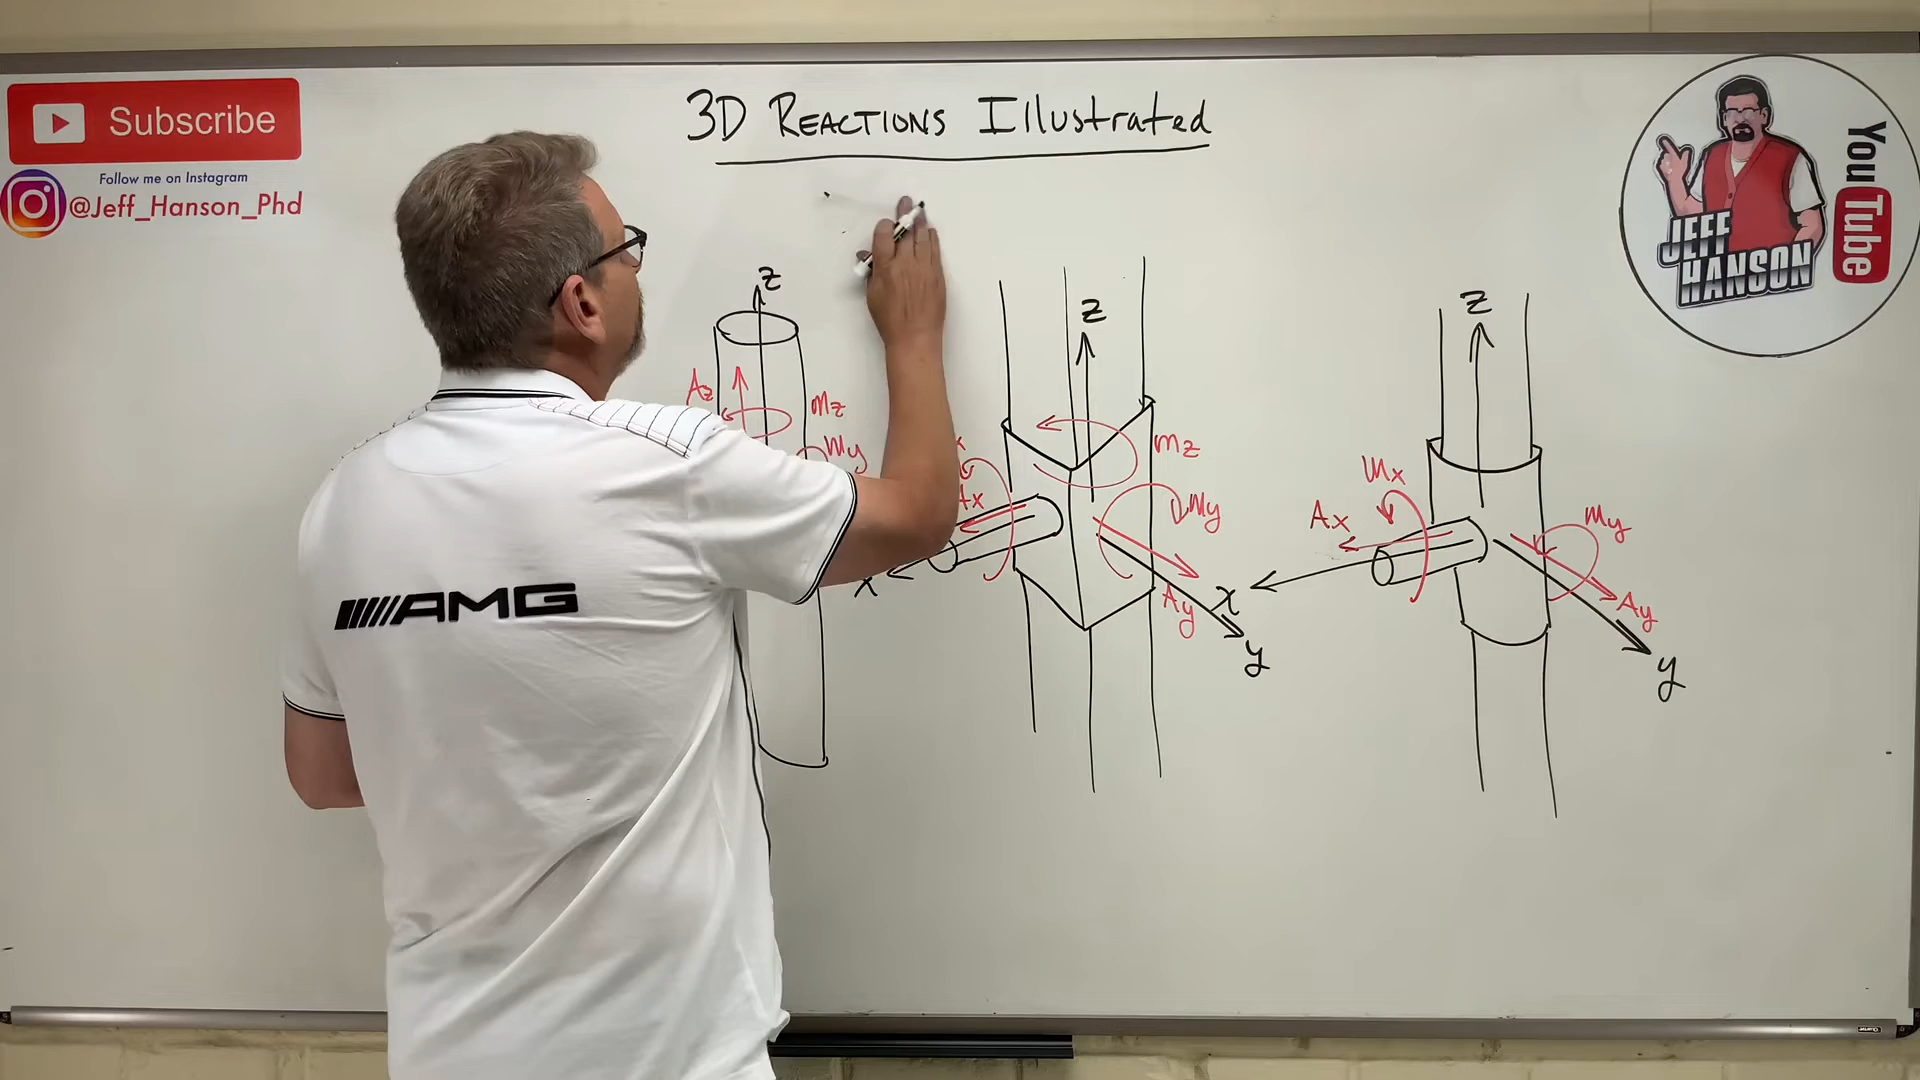 Subscribe
Follow me on Instagram
@Jeff_Hanson_Phd
3D REACTIONS Illustrated
YouTube
JEFF
HANSON
AMG
z
Az
Mz
My
x
z
Mz
x
Ax
My
Ay
y
z
Mx
Ax
My
x
Ay
y